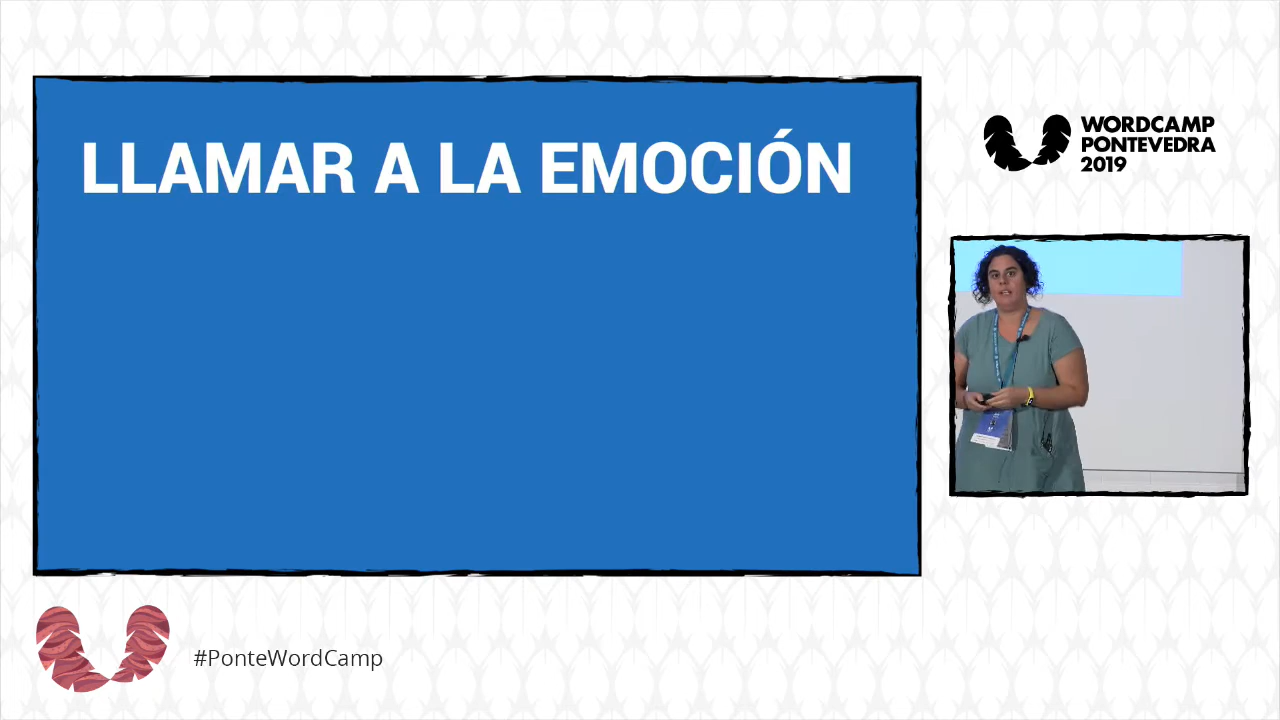 LLAMAR A LA EMOCIÓN
WORDCAMP
PONTEVEDRA
2019
#PonteWordCamp